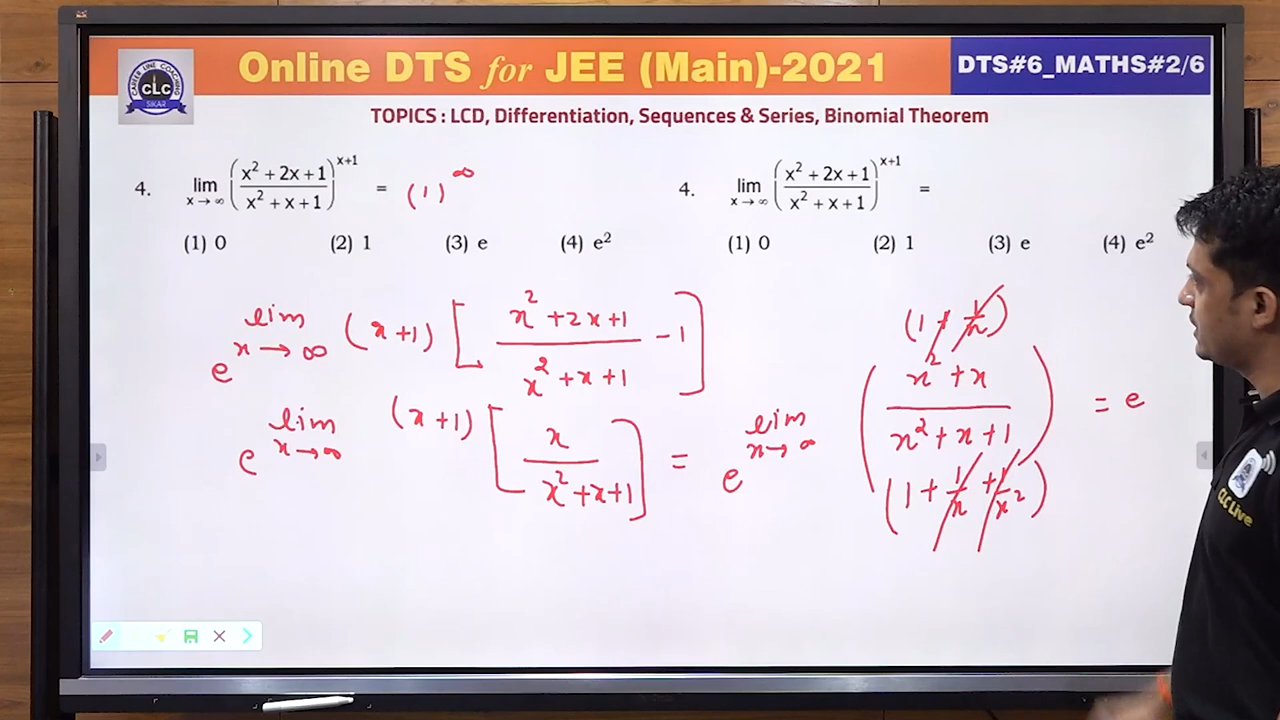 Online DTS for JEE (Main)-2021
DTS#6_MATHS#2/6
CAREER LINE COACHING
CLC
SIKAR
TOPICS : LCD, Differentiation, Sequences & Series, Binomial Theorem
4. lim x→∞ ((x² + 2x + 1)/(x² + x + 1))^(x+1) = (1)^∞
(1) 0 (2) 1 (3) e (4) e²
e^(lim x→∞ (x+1) [(x² + 2x + 1)/(x² + x + 1) - 1])
e^(lim x→∞ (x+1) [x/(x² + x + 1)]) = e^(lim x→∞ ((x² + x)/(x² + x + 1))) = e
4. lim x→∞ ((x² + 2x + 1)/(x² + x + 1))^(x+1) =
(1) 0 (2) 1 (3) e (4) e²
(1 + 1/x)
(1 + 1/x + 1/x²)
CLC Live